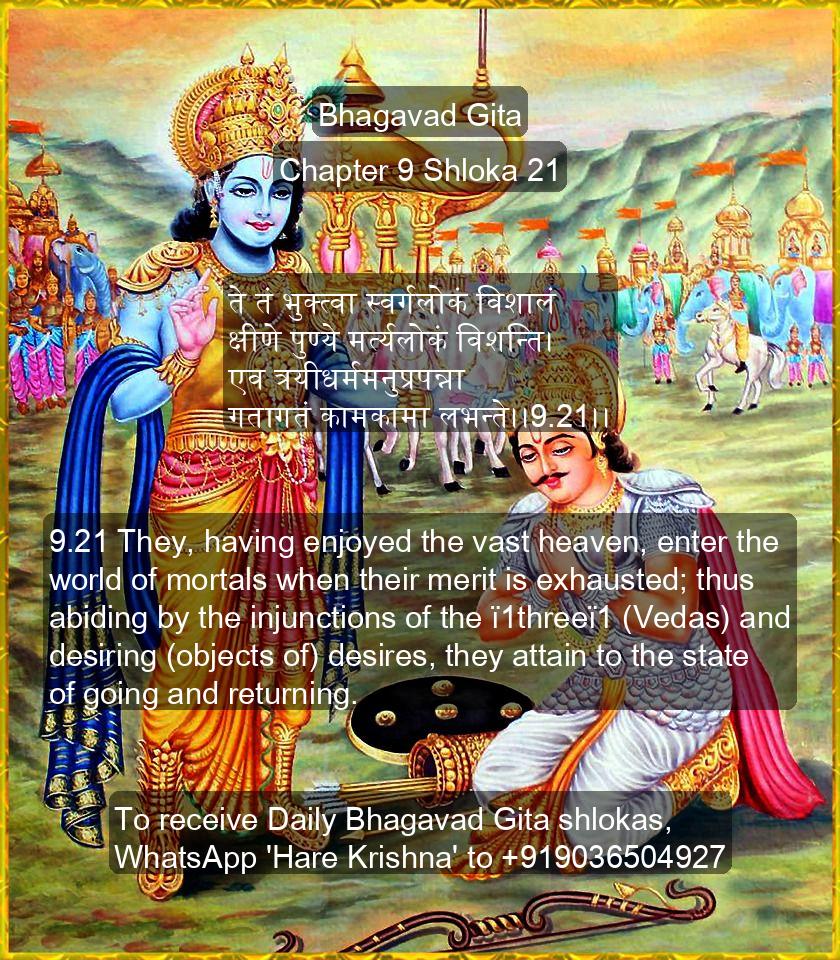 Bhagavad Gita
Chapter 9 Shloka 21
ते तं भुक्त्वा स्वर्गलोक विशालं
क्षीणे पुण्ये मर्त्यलोकं विशन्ति।
एव त्रयीधर्ममनुप्रपन्ना
गतागतं कामकामा लभन्ते।।9.21।।
9.21 They, having enjoyed the vast heaven, enter the
world of mortals when their merit is exhausted; thus
abiding by the injunctions of the ï1threeï1 (Vedas) and
desiring (objects of) desires, they attain to the state
of going and returning.
To receive Daily Bhagavad Gita shlokas,
WhatsApp 'Hare Krishna' to +919036504927